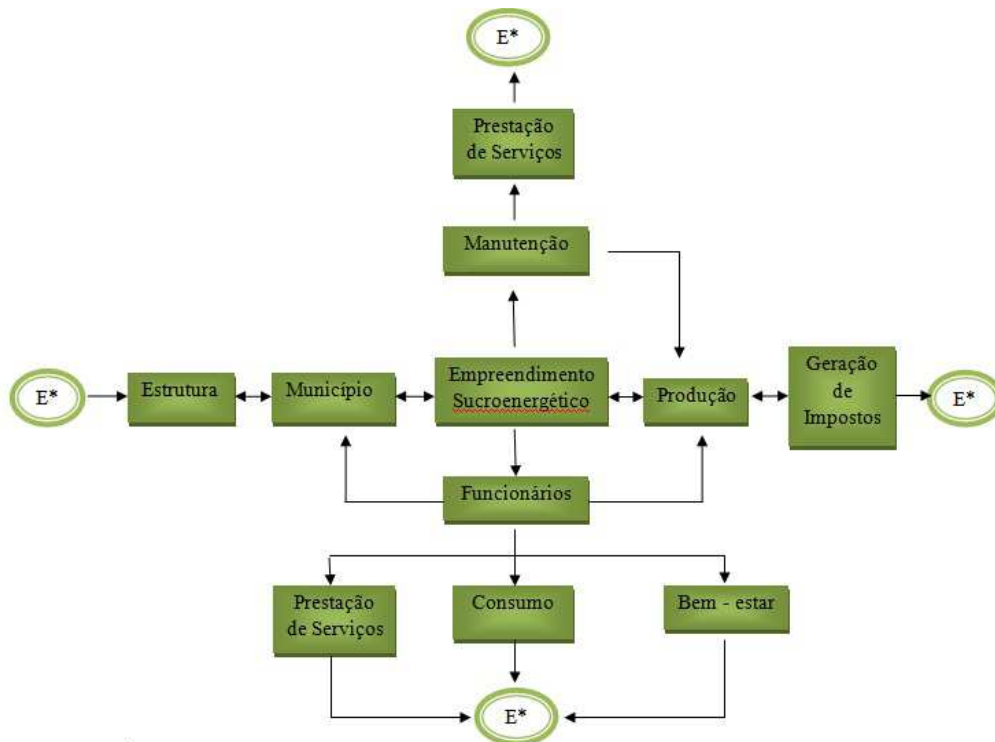 E*
Prestação
de Serviços
Manutenção
E*
Estrutura
Município
Empreendimento
Sucroenergético
Produção
Geração
de
Impostos
E*
Funcionários
Prestação
de Serviços
Consumo
Bem - estar
E*